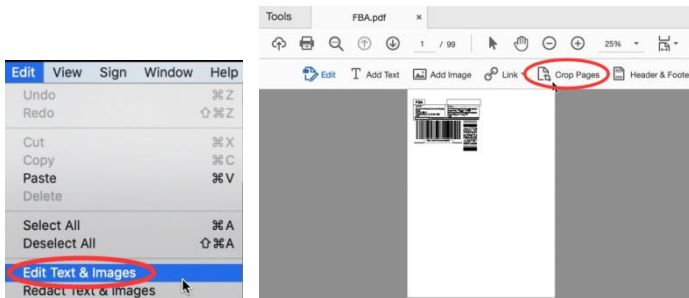 Edit View Sign Window Help
Undo ⌘Z
Redo ⇧⌘Z
Cut ⌘X
Copy ⌘C
Paste ⌘V
Delete
Select All ⌘A
Deselect All ⇧⌘A
Edit Text & Images
Redact Text & Images
Tools FBA.pdf ×
1 / 99 25%
Edit Add Text Add Image Link Crop Pages Header & Foote
FBA